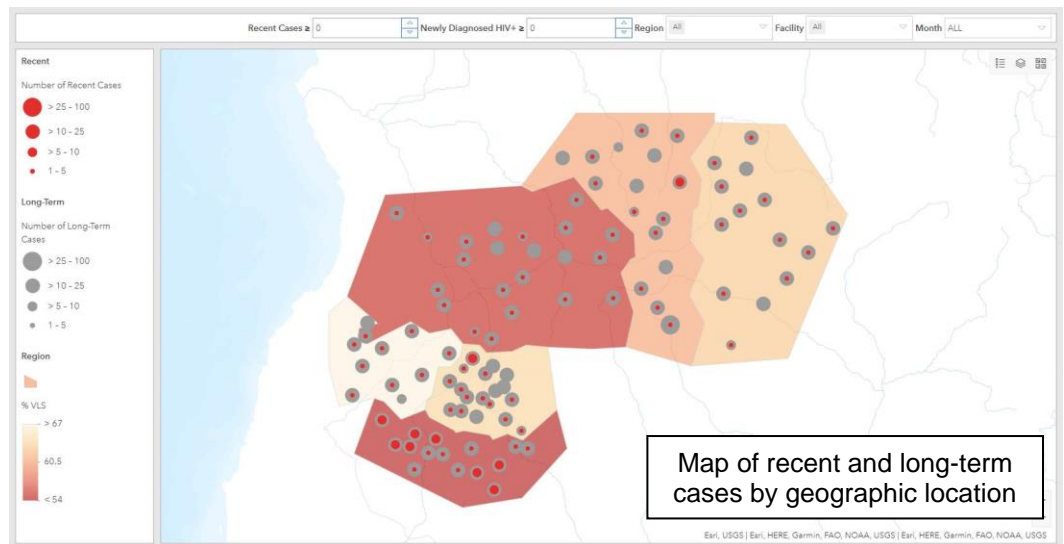 Recent Cases ≥ 0 Newly Diagnosed HIV+ ≥ 0 Region All Facility All Month ALL
Recent
Number of Recent Cases
> 25 - 100
> 10 - 25
> 5 - 10
1 - 5
Long-Term
Number of Long-Term
Cases
> 25 - 100
> 10 - 25
> 5 - 10
1 - 5
Region
% VLS
> 67
60.5
< 54
Map of recent and long-term
cases by geographic location
Esri, USGS | Esri, HERE, Garmin, FAO, NOAA, USGS | Esri, HERE, Garmin, FAO, NOAA, USGS